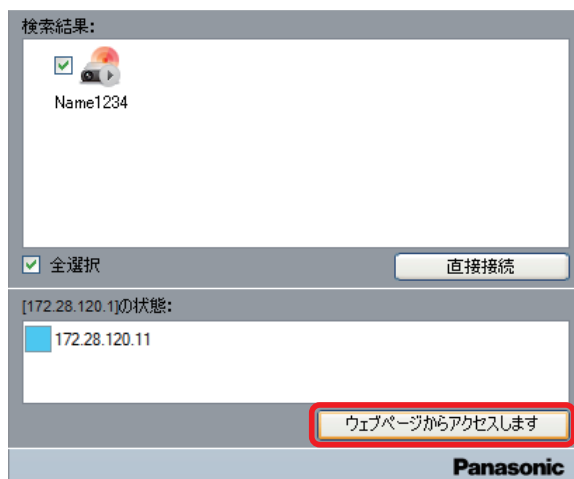 検索結果:
Name1234
全選択
直接接続
[172.28.120.1]の状態:
172.28.120.11
ウェブページからアクセスします
Panasonic